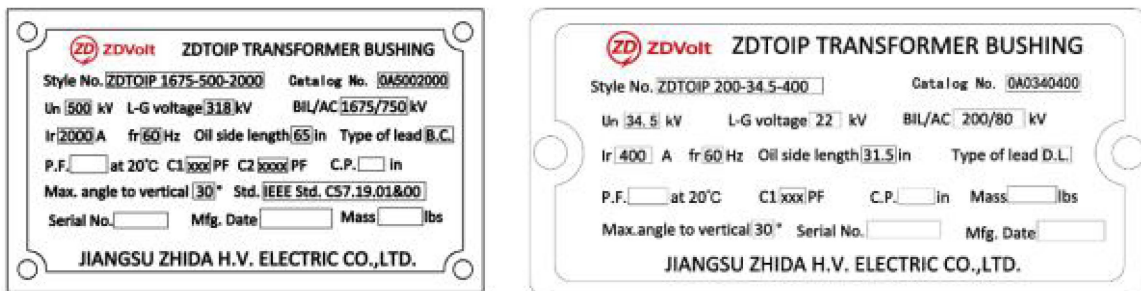 ZD ZDVolt ZDTOIP TRANSFORMER BUSHING
Style No. ZDTOIP 1675-500-2000 Catalog No. 0A5002000
Un 500 kV L-G voltage 318 kV BIL/AC 1675/750 kV
Ir 2000 A fr 60 Hz Oil side length 65 in Type of lead B.C.
P.F. at 20℃ C1 xxx PF C2 xxxx PF C.P. in
Max. angle to vertical 30° Std. IEEE Std. C57.19.01&00
Serial No. Mfg. Date Mass lbs
JIANGSU ZHIDA H.V. ELECTRIC CO.,LTD.
ZD ZDVolt ZDTOIP TRANSFORMER BUSHING
Style No. ZDTOIP 200-34.5-400 Catalog No. 0A0340400
Un 34.5 kV L-G voltage 22 kV BIL/AC 200/80 kV
Ir 400 A fr 60 Hz Oil side length 31.5 in Type of lead D.L.
P.F. at 20℃ C1 xxx PF C.P. in Mass lbs
Max.angle to vertical 30° Serial No. Mfg. Date
JIANGSU ZHIDA H.V. ELECTRIC CO.,LTD.